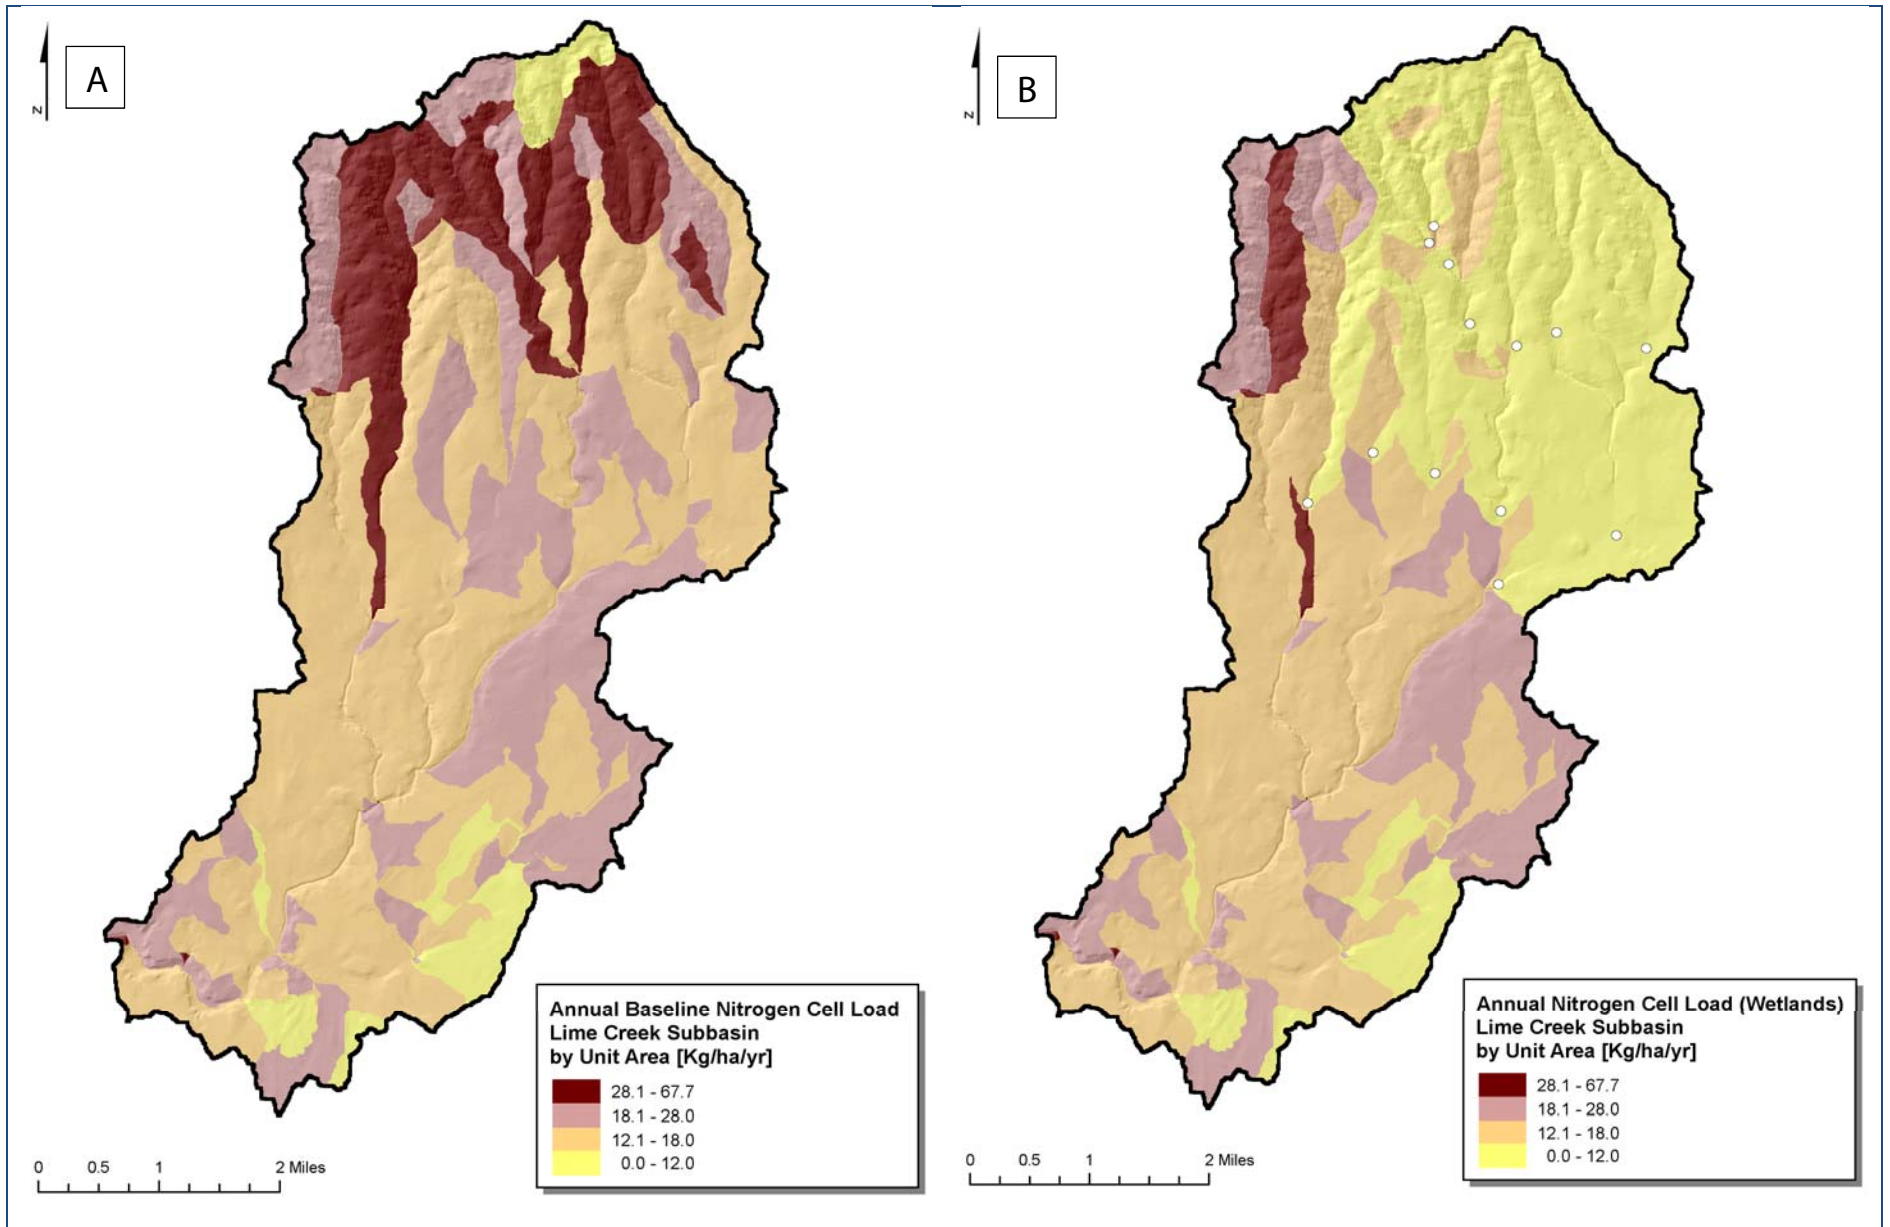 A
N
Annual Baseline Nitrogen Cell Load
Lime Creek Subbasin
by Unit Area [Kg/ha/yr]
28.1 - 67.7
18.1 - 28.0
12.1 - 18.0
0.0 - 12.0
0 0.5 1 2 Miles
B
N
Annual Nitrogen Cell Load (Wetlands)
Lime Creek Subbasin
by Unit Area [Kg/ha/yr]
28.1 - 67.7
18.1 - 28.0
12.1 - 18.0
0.0 - 12.0
0 0.5 1 2 Miles